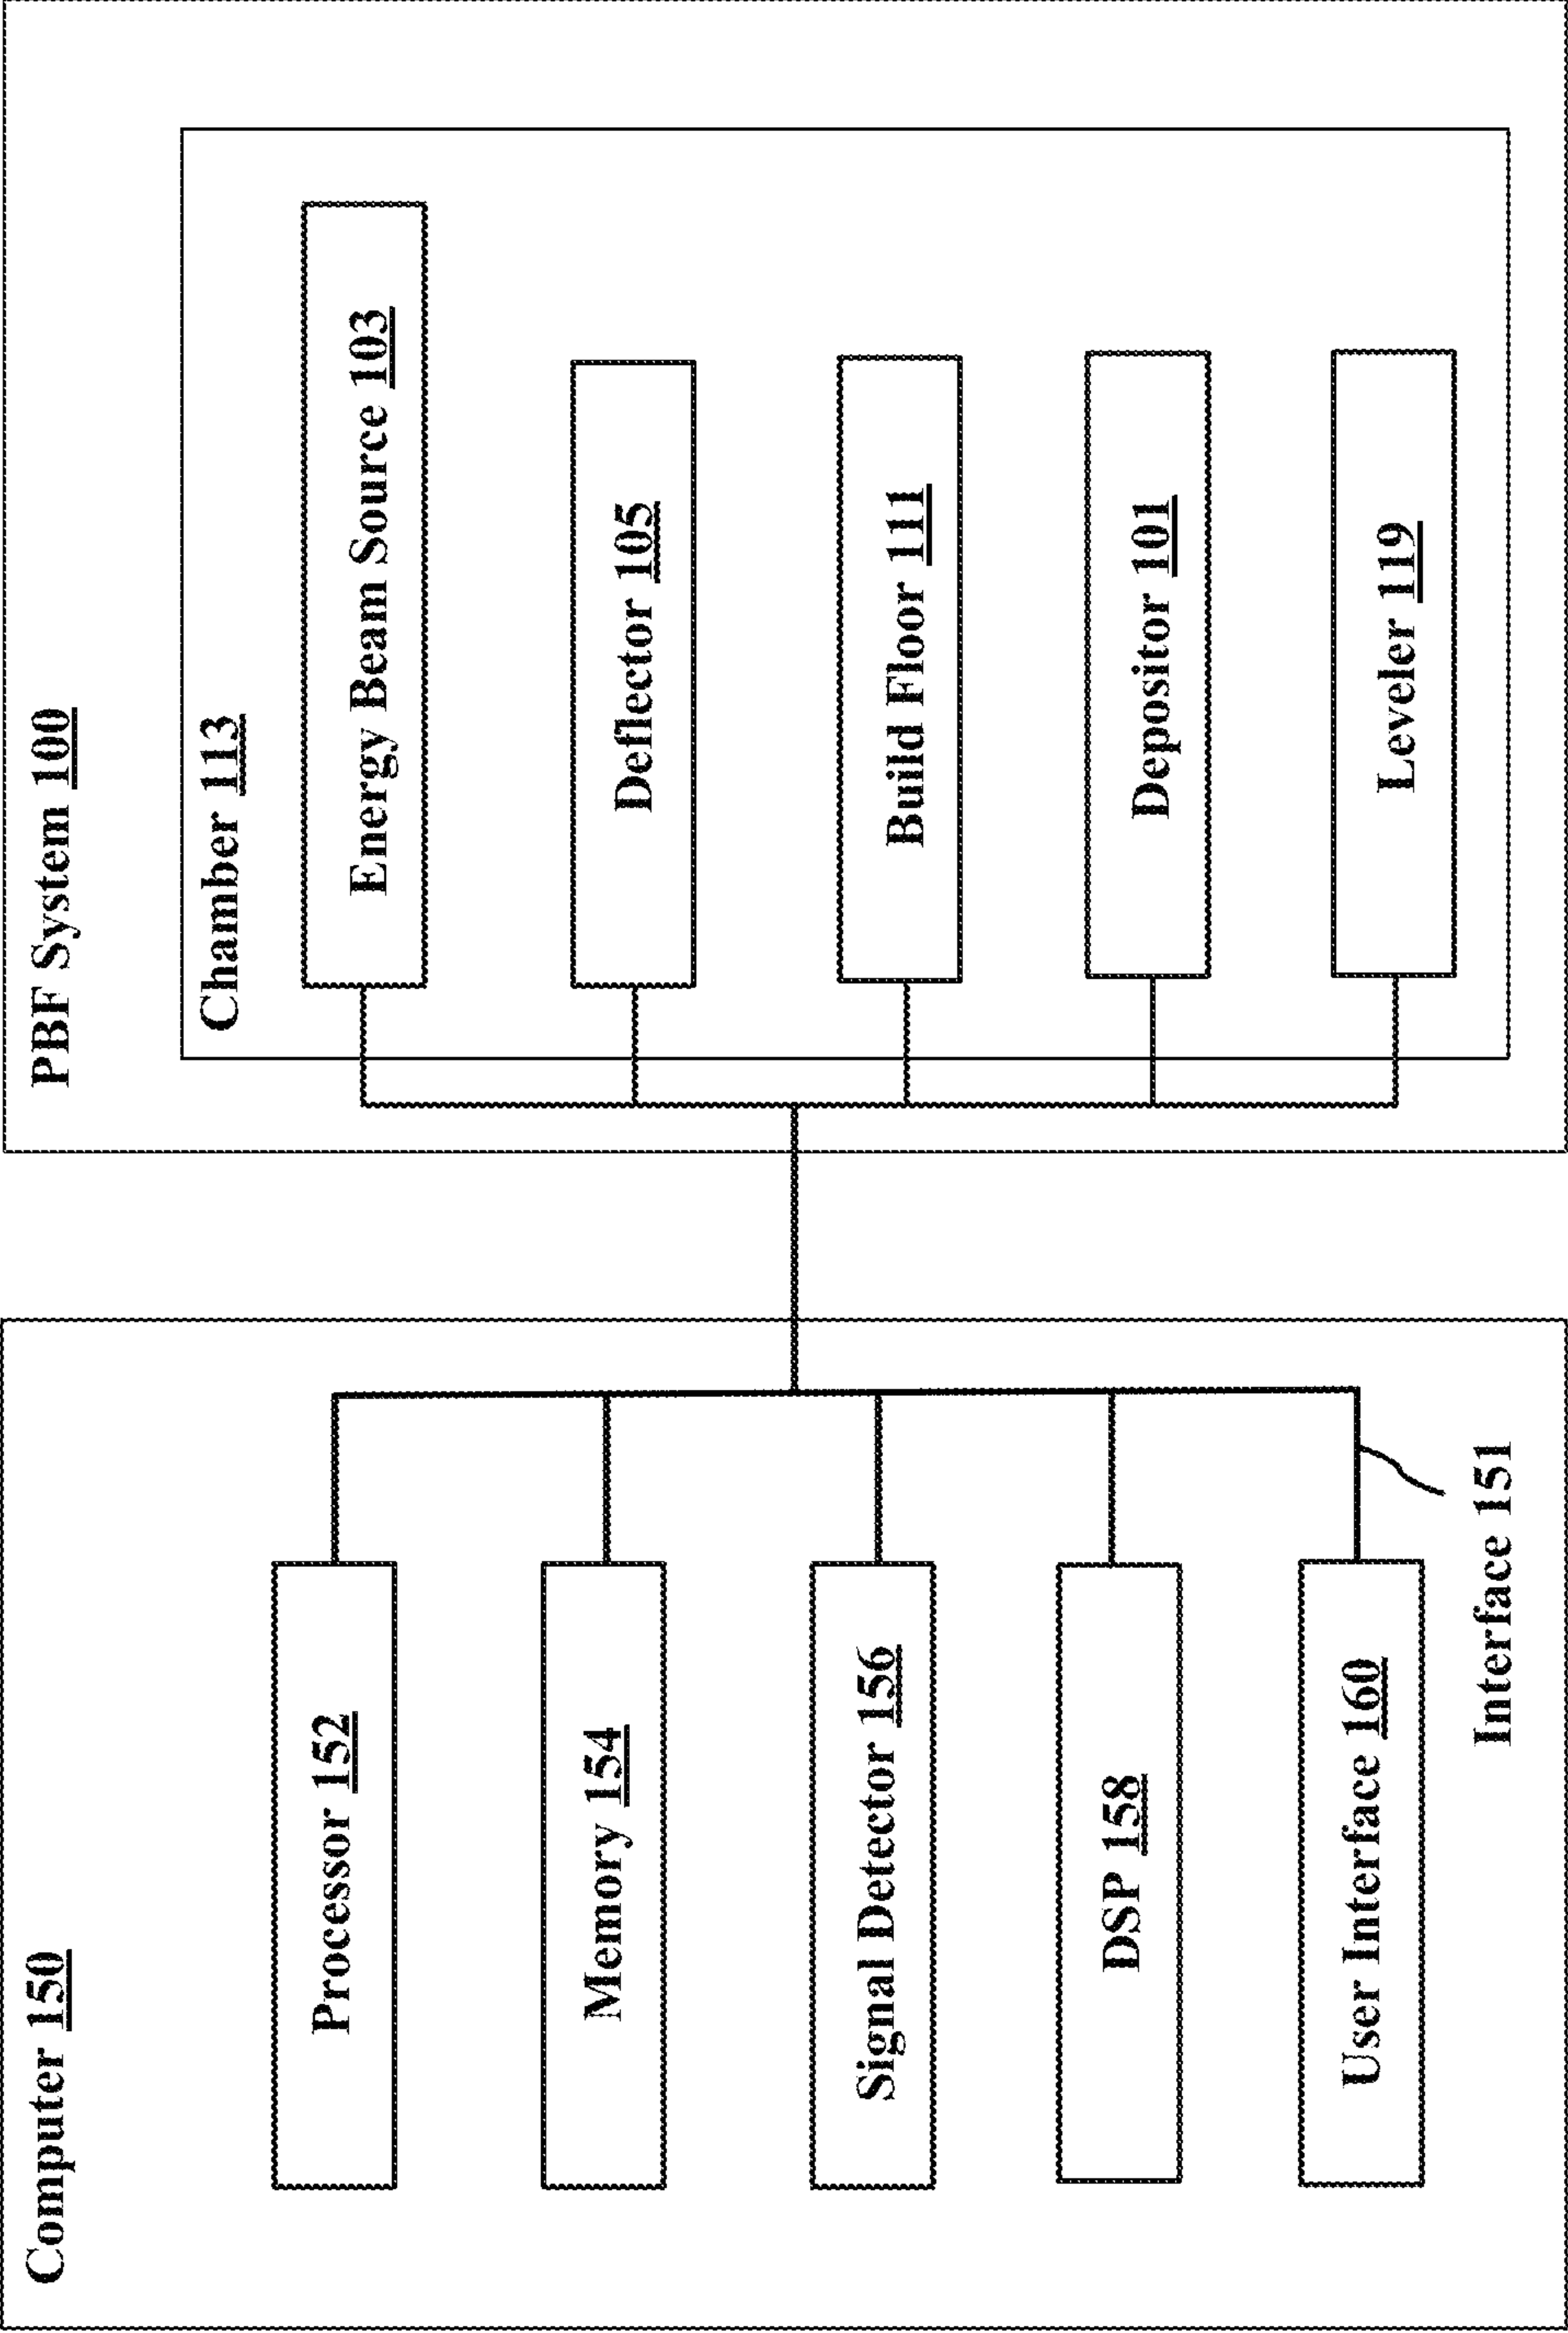 Computer 150
Processor 152
Memory 154
Signal Detector 156
DSP 158
User Interface 160
Interface 151
PBF System 100
Chamber 113
Energy Beam Source 103
Deflector 105
Build Floor 111
Depositor 101
Leveler 119